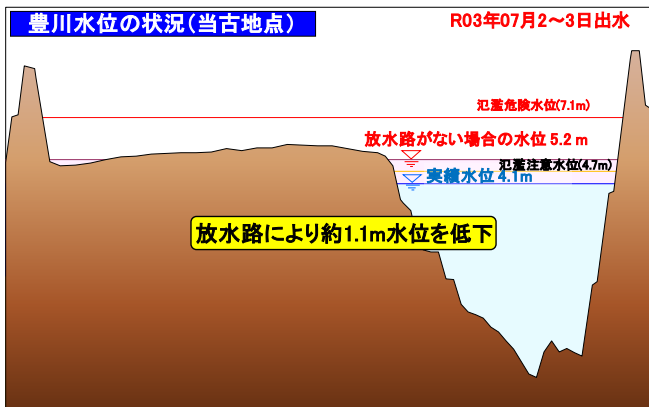 豊川水位の状況(当古地点)
R03年07月2～3日出水
氾濫危険水位(7.1m)
放水路がない場合の水位 5.2 m
氾濫注意水位(4.7m)
実績水位 4.1m
放水路により約1.1m水位を低下